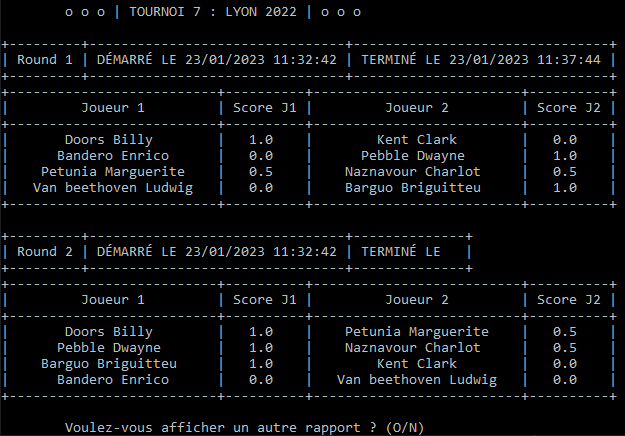 o o o | TOURNOI 7 : LYON 2022 | o o o
Round 1 | DÉMARRÉ LE 23/01/2023 11:32:42 | TERMINÉ LE 23/01/2023 11:37:44
Joueur 1 | Score J1 | Joueur 2 | Score J2
Doors Billy | 1.0 | Kent Clark | 0.0
Bandero Enrico | 0.0 | Pebble Dwayne | 1.0
Petunia Marguerite | 0.5 | Naznavour Charlot | 0.5
Van beethoven Ludwig | 0.0 | Barguo Briguitteu | 1.0
Round 2 | DÉMARRÉ LE 23/01/2023 11:32:42 | TERMINÉ LE
Joueur 1 | Score J1 | Joueur 2 | Score J2
Doors Billy | 1.0 | Petunia Marguerite | 0.5
Pebble Dwayne | 1.0 | Naznavour Charlot | 0.5
Barguo Briguitteu | 1.0 | Kent Clark | 0.0
Bandero Enrico | 0.0 | Van beethoven Ludwig | 0.0
Voulez-vous afficher un autre rapport ? (O/N)